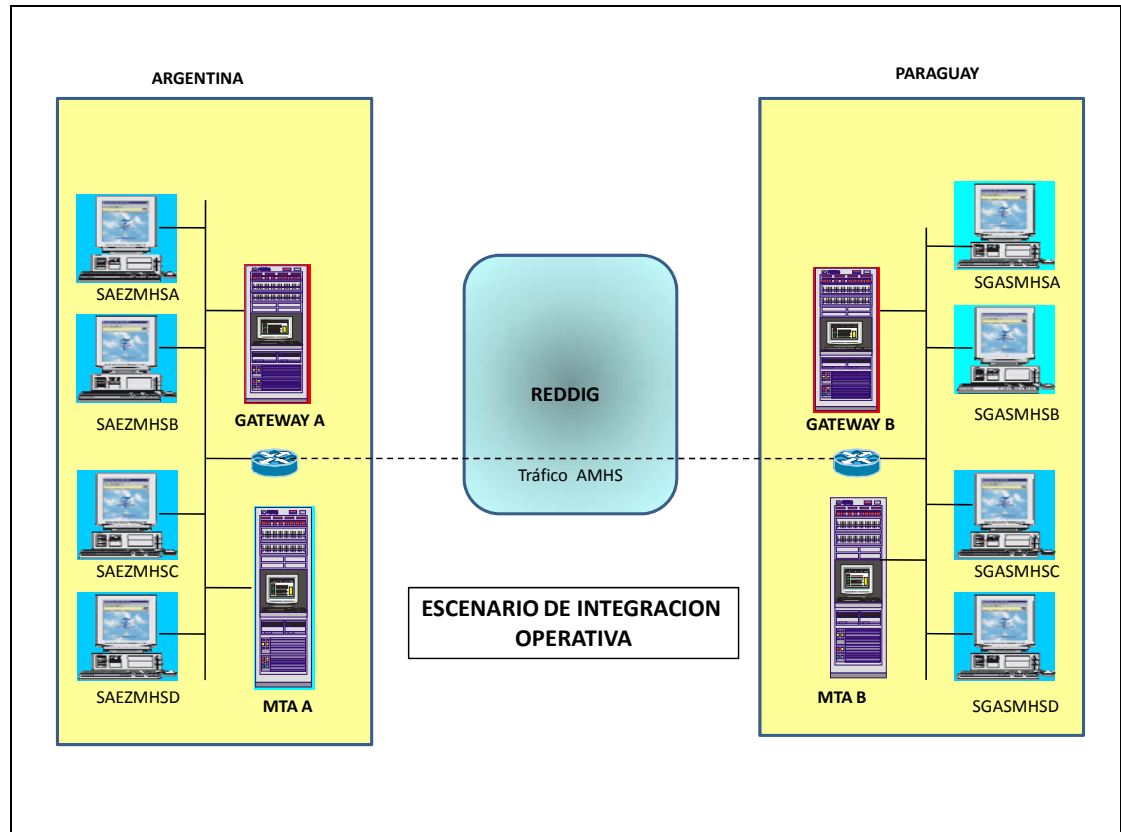 ARGENTINA
SAEZMHSA
SAEZMHSB
GATEWAY A
SAEZMHSC
SAEZMHSD
MTA A
REDDIG
Tráfico AMHS
ESCENARIO DE INTEGRACION
OPERATIVA
PARAGUAY
SGASMHSA
SGASMHSB
GATEWAY B
SGASMHSC
MTA B
SGASMHSD